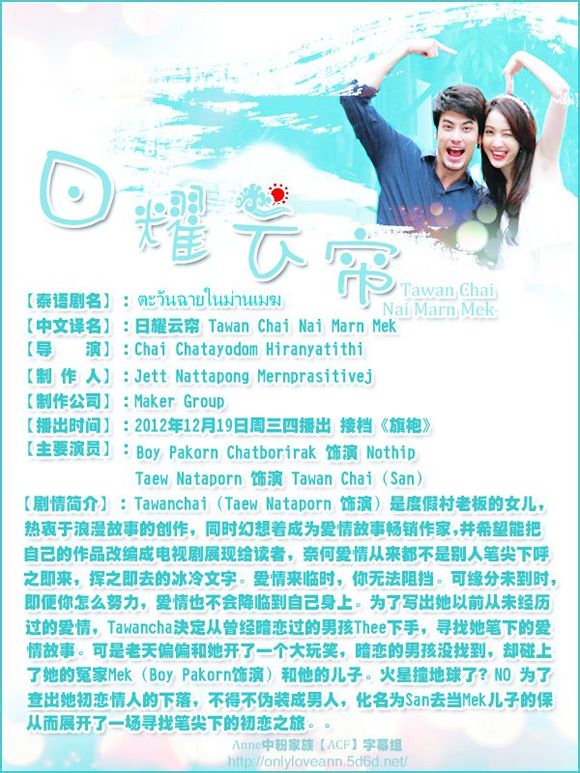 日耀云帘
Tawan Chai
Nai Marn Mek
【泰语剧名】：ตะวันฉายในม่านเมฆ
【中文译名】：日耀云帘 Tawan Chai Nai Marn Mek
【导 演】：Chai Chatayodom Hiranyatithi
【制 作 人】：Jett Nattapong Mernprasitivej
【制作公司】：Maker Group
【播出时间】：2012年12月19日周三四播出 接档《旗袍》
【主要演员】：Boy Pakorn Chatborirak 饰演 Nothip
Taew Nataporn 饰演 Tawan Chai（San）
【剧情简介】：Tawanchai（Taew Nataporn 饰演）是度假村老板的女儿，
热衷于浪漫故事的创作，同时幻想着成为爱情故事畅销作家,并希望能把
自己的作品改编成电视剧展现给读者，奈何爱情从来都不是别人笔尖下呼
之即来，挥之即去的冰冷文字。爱情来临时，你无法阻挡。可缘分未到时，
即便你怎么努力，爱情也不会降临到自己身上。为了写出她以前从未经历
过的爱情，Tawancha决定从曾经暗恋过的男孩Thee下手，寻找她笔下的爱
情故事。可是老天偏偏和她开了一个大玩笑，暗恋的男孩没找到，却碰上
了她的冤家Mek（Boy Pakorn饰演）和他的儿子。火星撞地球了？NO 为了
查出她初恋情人的下落，不得不伪装成男人，化名为San去当Mek儿子的保
从而展开了一场寻找笔尖下的初恋之旅。。
Anne中粉家族【ACF】字幕组
http://onlyloveann.5d6d.net/